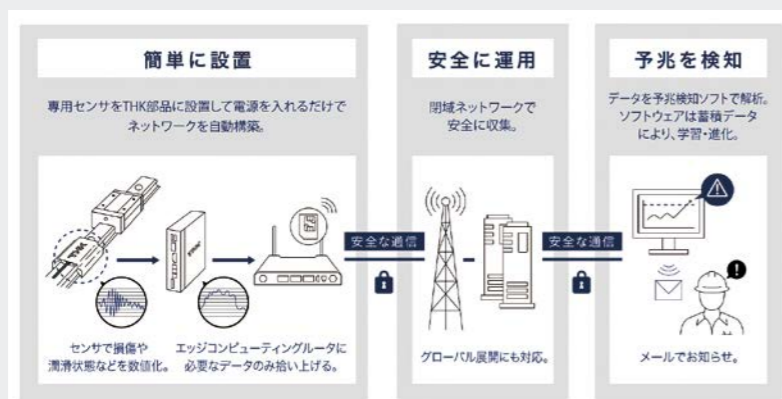 簡単に設置
専用センサをTHK部品に設置して電源を入れるだけで
ネットワークを自動構築。
THK
センサで損傷や
潤滑状態などを数値化。
エッジコンピューティングルータに
必要なデータのみ拾い上げる。
安全な通信
安全に運用
閉域ネットワークで
安全に収集。
グローバル展開にも対応。
安全な通信
予兆を検知
データを予兆検知ソフトで解析。
ソフトウェアは蓄積データ
により、学習・進化。
メールでお知らせ。